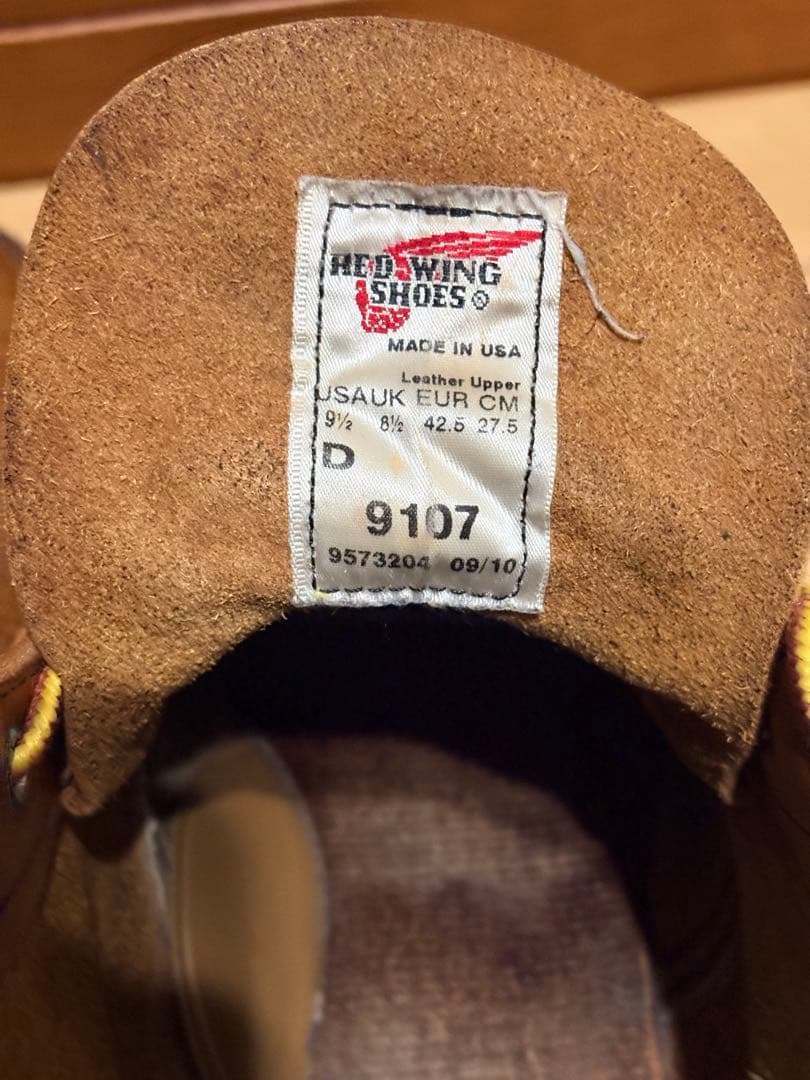 RED WING
SHOES®
MADE IN USA
Leather Upper
USA UK EUR CM
9½ 8½ 42.5 27.5
D
9107
9573204 09/10